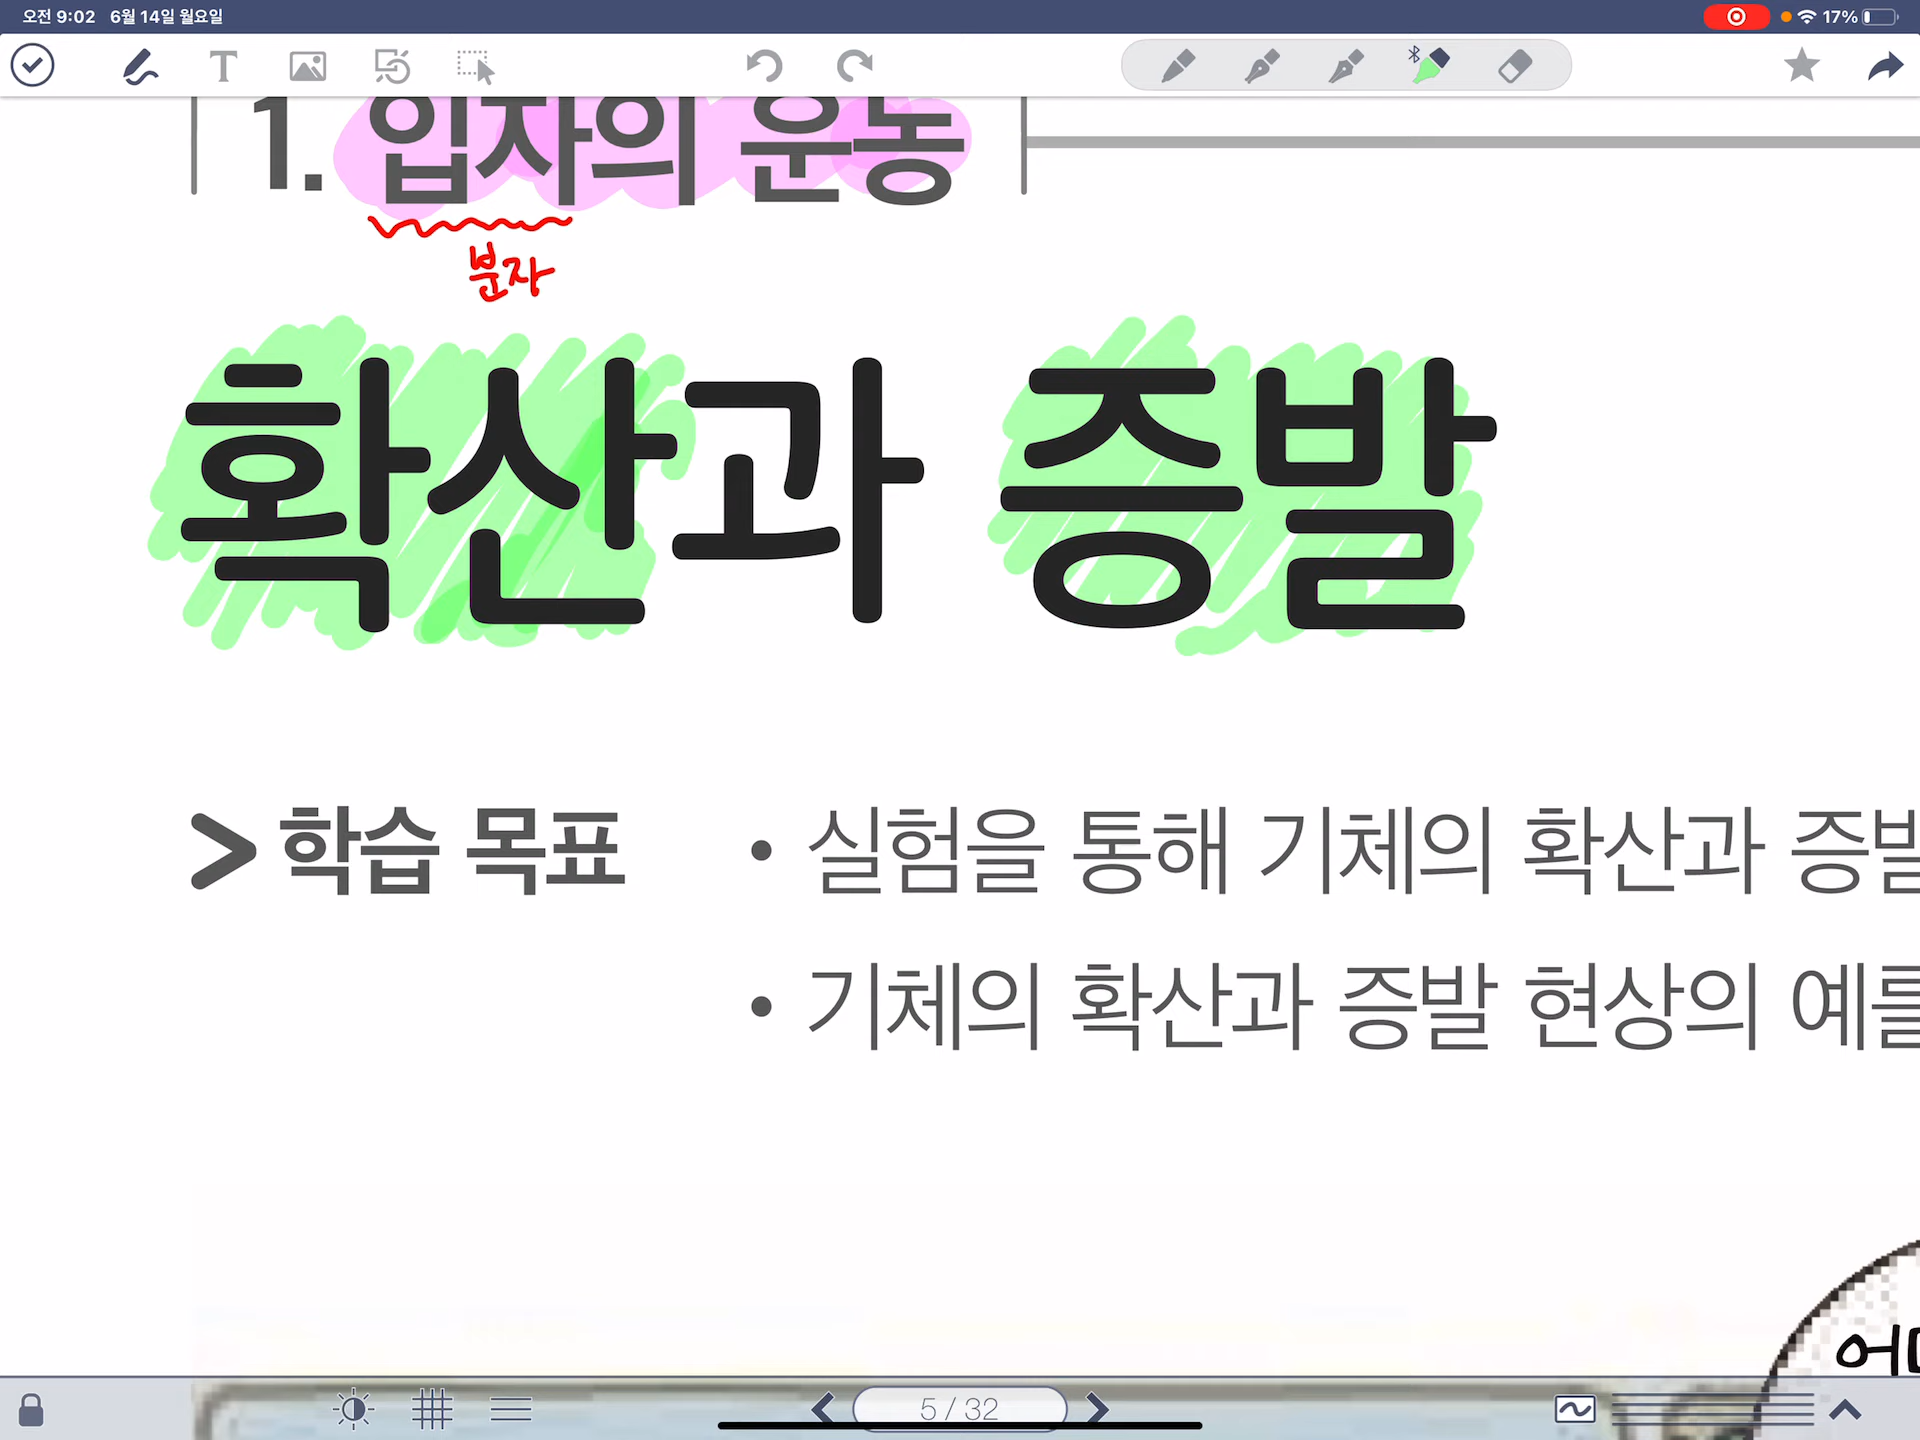 오전 9:02 6월 14일 월요일
17%
T
1. 입자의 운동
분자
확산과 증발
> 학습 목표
• 실험을 통해 기체의 확산과 증발
• 기체의 확산과 증발 현상의 예를
5 / 32